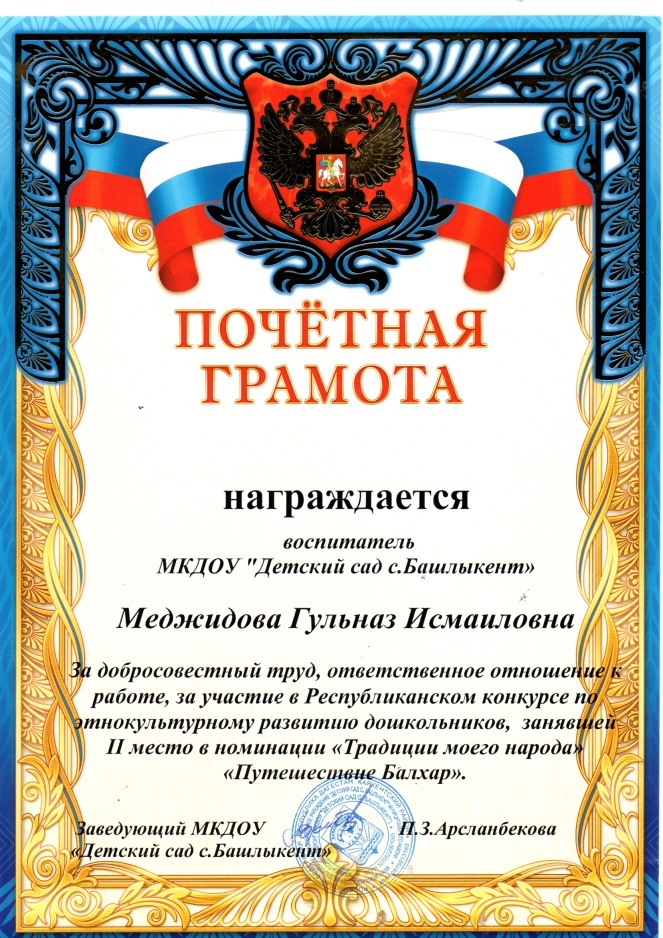 ПОЧЁТНАЯ
ГРАМОТА
награждается
воспитатель
МКДОУ "Детский сад с.Башлыкент»
Меджидова Гульназ Исмаиловна
За добросовестный труд, ответственное отношение к
работе, за участие в Республиканском конкурсе по
этнокультурному развитию дошкольников, занявшей
II место в номинации «Традиции моего народа»
«Путешествие Балхар».
Заведующий МКДОУ П.З.Арсланбекова
«Детский сад с.Башлыкент»